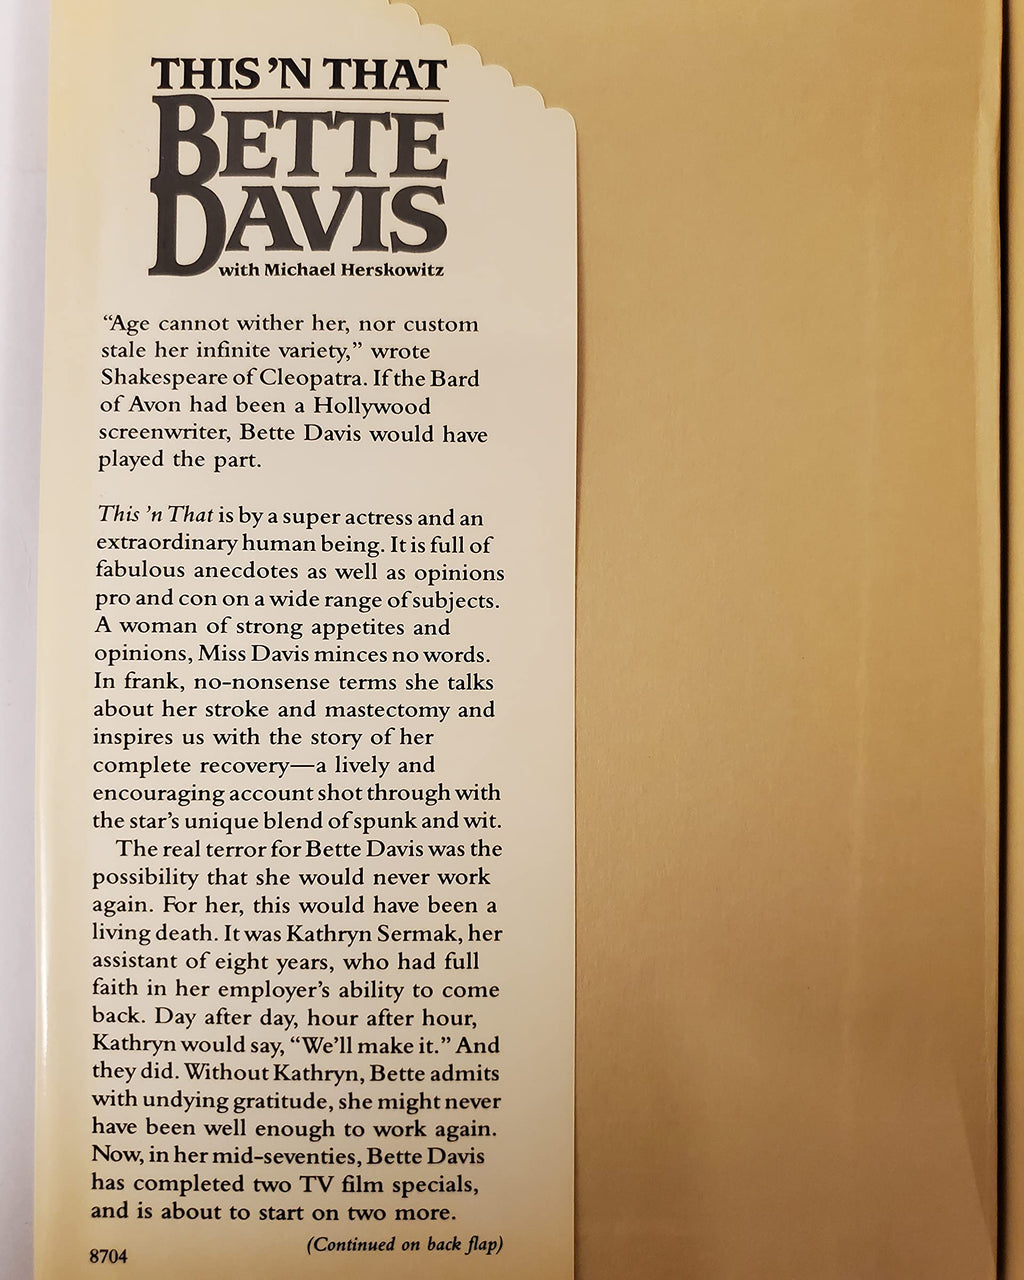 THIS ’N THAT
BETTE
DAVIS
with Michael Herskowitz
“Age cannot wither her, nor custom
stale her infinite variety,” wrote
Shakespeare of Cleopatra. If the Bard
of Avon had been a Hollywood
screenwriter, Bette Davis would have
played the part.
This ’n That is by a super actress and an
extraordinary human being. It is full of
fabulous anecdotes as well as opinions
pro and con on a wide range of subjects.
A woman of strong appetites and
opinions, Miss Davis minces no words.
In frank, no-nonsense terms she talks
about her stroke and mastectomy and
inspires us with the story of her
complete recovery—a lively and
encouraging account shot through with
the star’s unique blend of spunk and wit.
The real terror for Bette Davis was the
possibility that she would never work
again. For her, this would have been a
living death. It was Kathryn Sermak, her
assistant of eight years, who had full
faith in her employer’s ability to come
back. Day after day, hour after hour,
Kathryn would say, “We’ll make it.” And
they did. Without Kathryn, Bette admits
with undying gratitude, she might never
have been well enough to work again.
Now, in her mid-seventies, Bette Davis
has completed two TV film specials,
and is about to start on two more.
(Continued on back flap)
8704